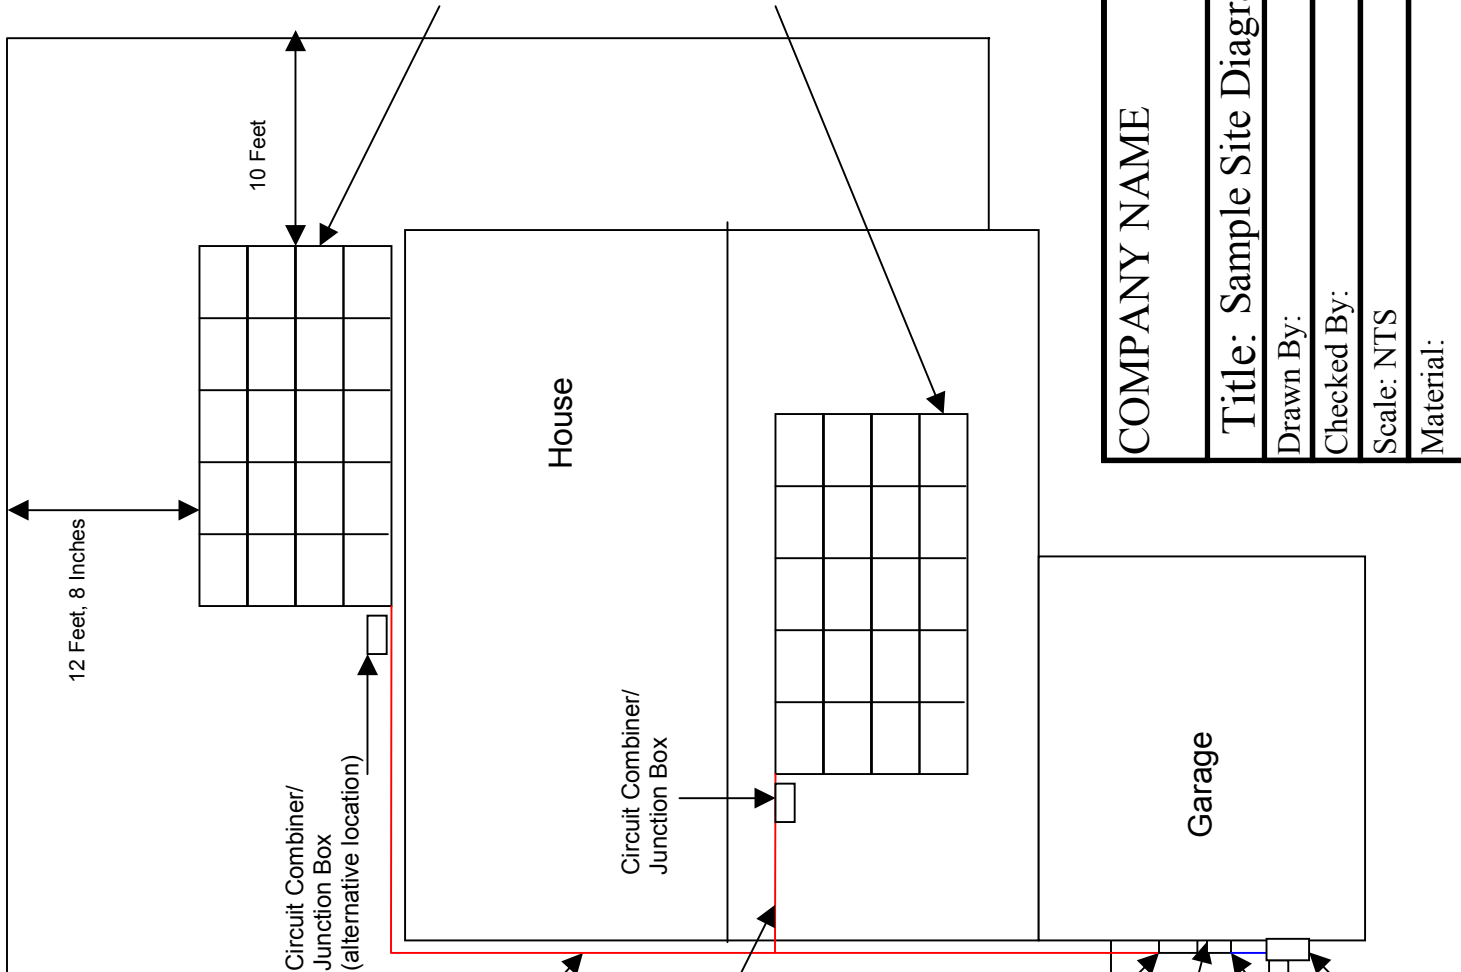 10 Feet
12 Feet, 8 Inches
Circuit Combiner/
Junction Box
(alternative location)
House
Circuit Combiner/
Junction Box
Garage
COMPANY NAME
Title: Sample Site Diagr
Drawn By:
Checked By:
Scale: NTS
Material: